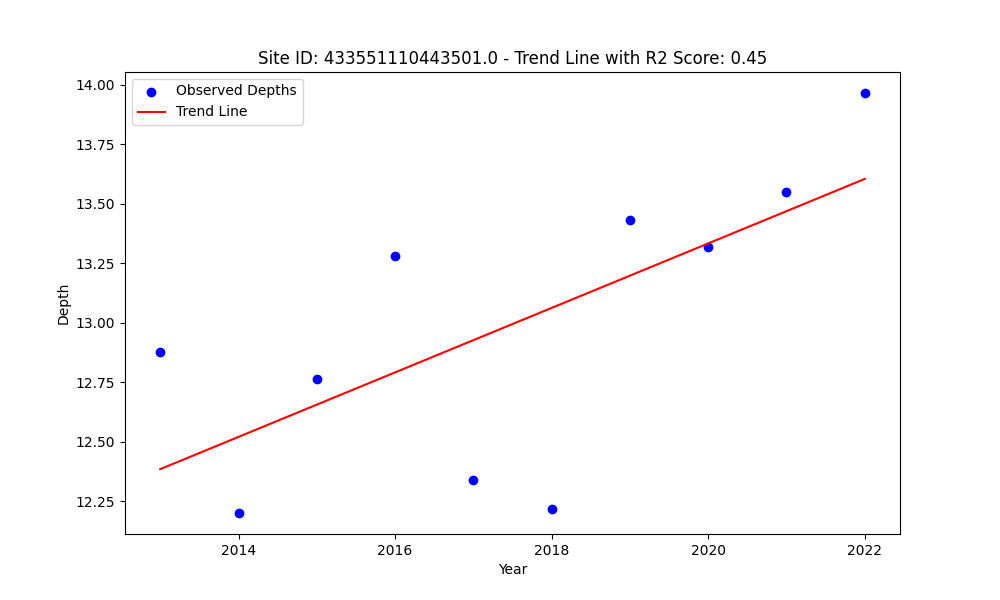 Site ID: 433551110443501.0 - Trend Line with R2 Score: 0.45
Observed Depths
Trend Line
14.00
13.75
13.50
13.25
13.00
12.75
12.50
12.25
Depth
2014
2016
2018
2020
2022
Year